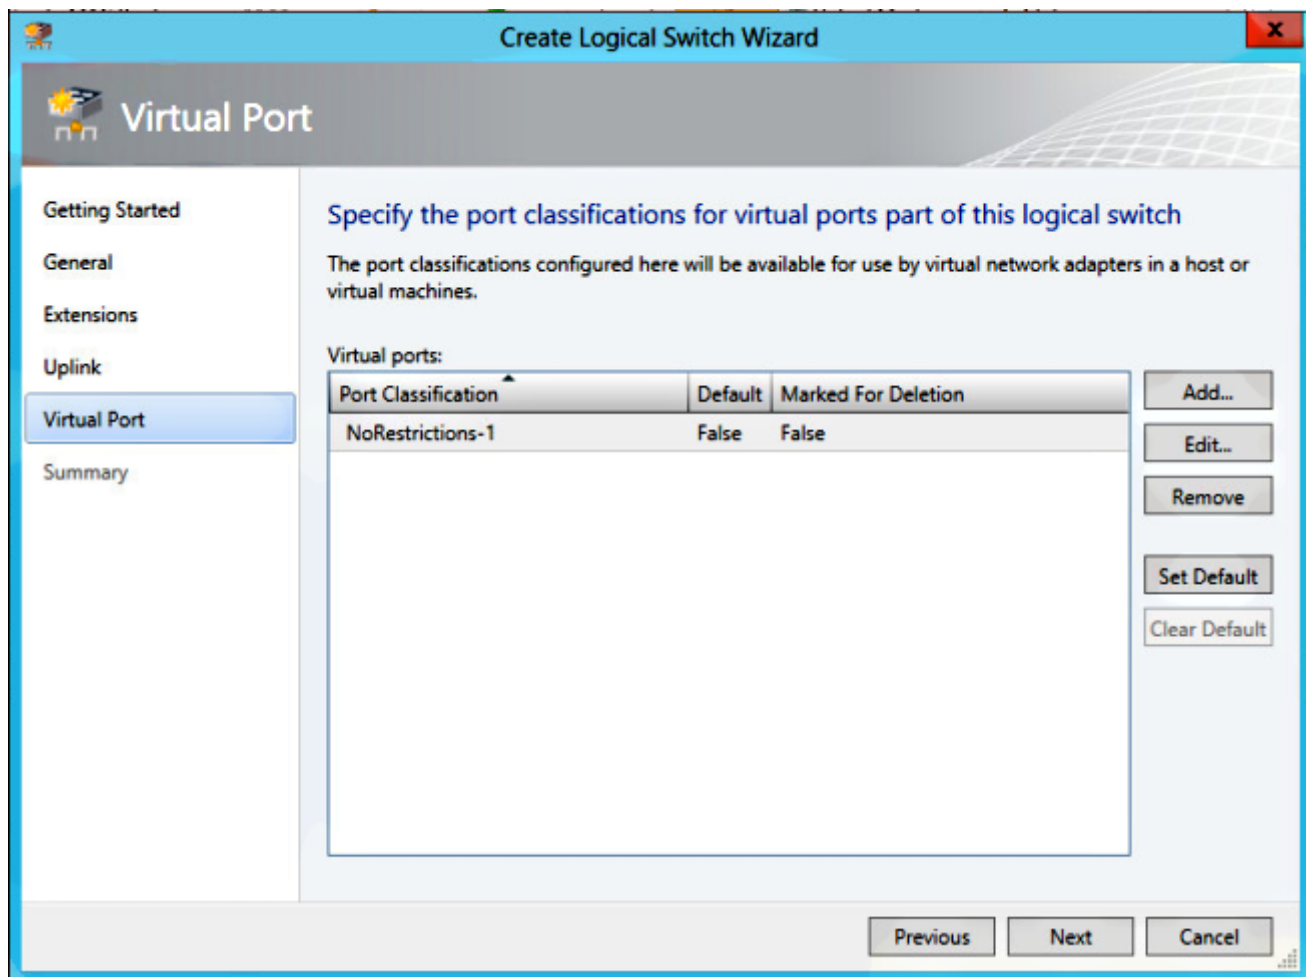 Create Logical Switch Wizard
x
Virtual Port
Getting Started
General
Extensions
Uplink
Virtual Port
Summary
Specify the port classifications for virtual ports part of this logical switch
The port classifications configured here will be available for use by virtual network adapters in a host or
virtual machines.
Virtual ports:
Port Classification Default Marked For Deletion
NoRestrictions-1 False False
Add...
Edit...
Remove
Set Default
Clear Default
Previous Next Cancel